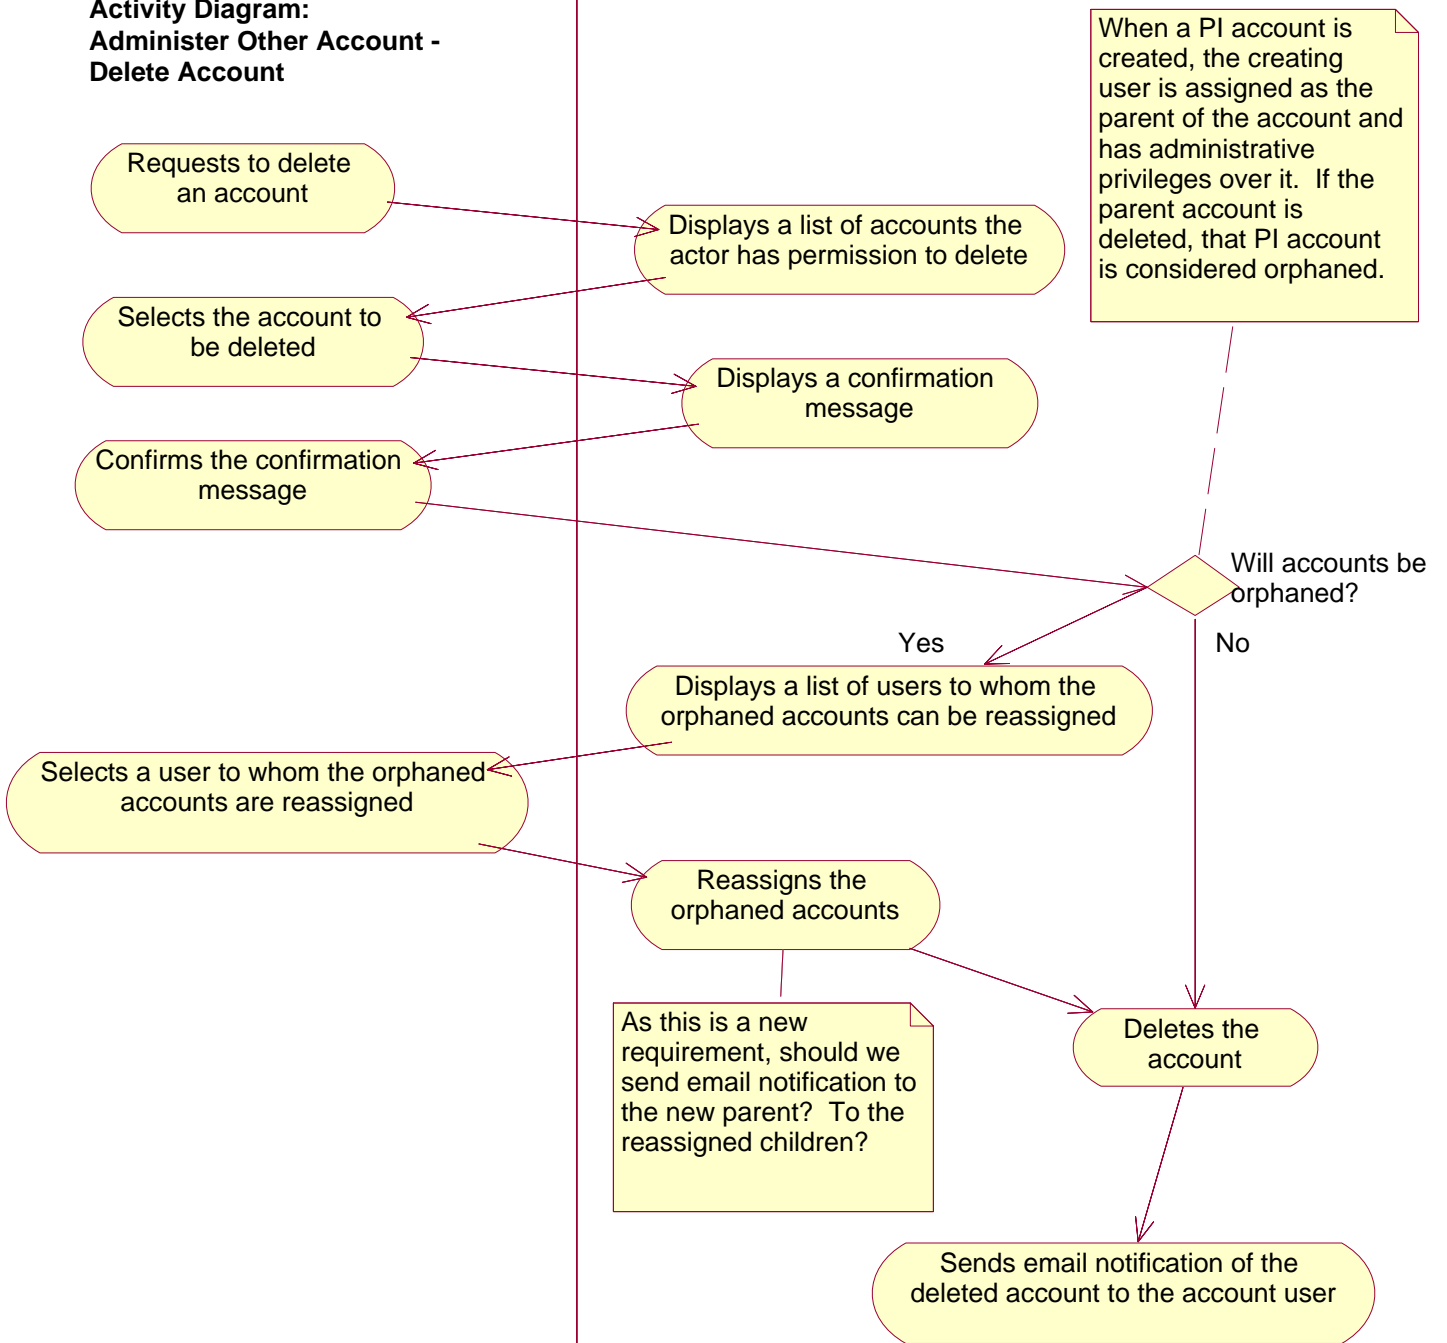 Activity Diagram:
Administer Other Account -
Delete Account
When a PI account is
created, the creating
user is assigned as the
parent of the account and
has administrative
privileges over it.  If the
parent account is
deleted, that PI account
is considered orphaned.
Requests to delete
an account
Displays a list of accounts the
actor has permission to delete
Selects the account to
be deleted
Displays a confirmation
message
Confirms the confirmation
message
Will accounts be
orphaned?
Yes
No
Displays a list of users to whom the
orphaned accounts can be reassigned
Selects a user to whom the orphaned
accounts are reassigned
Reassigns the
orphaned accounts
As this is a new
requirement, should we
send email notification to
the new parent?  To the
reassigned children?
Deletes the
account
Sends email notification of the
deleted account to the account user